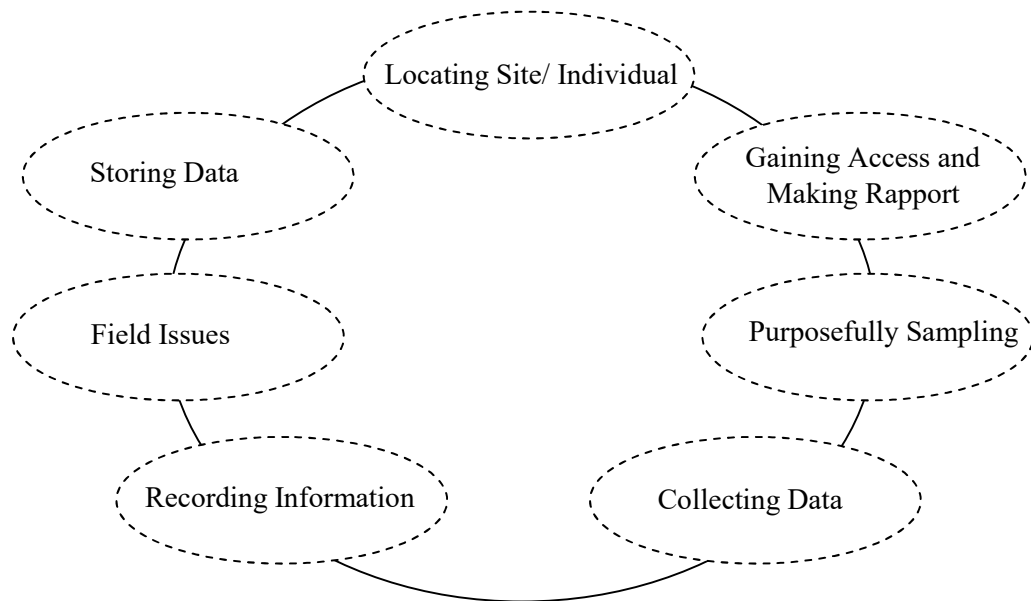 Locating Site/ Individual
Gaining Access and
Making Rapport
Purposefully Sampling
Collecting Data
Recording Information
Field Issues
Storing Data